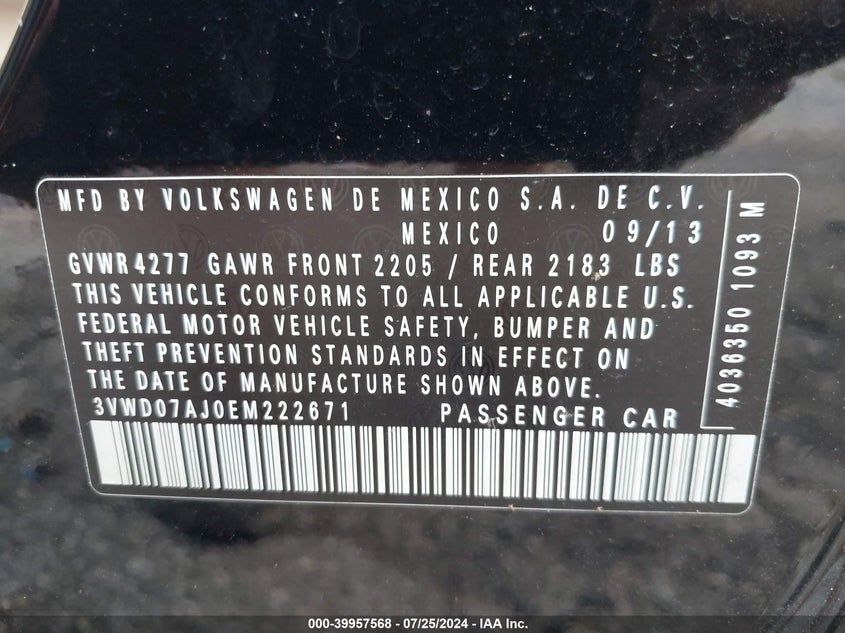 MFD BY VOLKSWAGEN DE MEXICO S.A. DE C.V.
MEXICO 09/13
GVWR 4277 GAWR FRONT 2205 / REAR 2183 LBS
THIS VEHICLE CONFORMS TO ALL APPLICABLE U.S.
FEDERAL MOTOR VEHICLE SAFETY, BUMPER AND
THEFT PREVENTION STANDARDS IN EFFECT ON
THE DATE OF MANUFACTURE SHOWN ABOVE.
3VWD07AJ0EM222671 PASSENGER CAR
4036350 1093 M
000-39957568 - 07/25/2024 - IAA Inc.